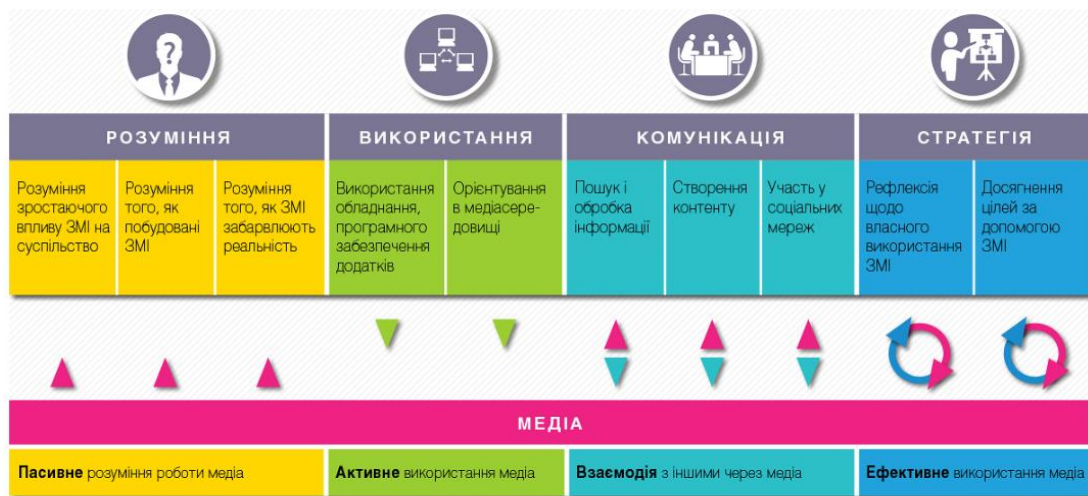 РОЗУМІННЯ
ВИКОРИСТАННЯ
КОМУНІКАЦІЯ
СТРАТЕГІЯ
Розуміння
зростаючого
впливу ЗМІ на
суспільство
Розуміння
того, як
побудовані
ЗМІ
Розуміння
того, як ЗМІ
забарвлюють
реальність
Використання
обладнання,
програмного
забезпечення
додатків
Орієнтування
в медіасере-
довищі
Пошук і
обробка
інформації
Створення
контенту
Участь у
соціальних
мереж
Рефлексія
щодо
власного
використання
ЗМІ
Досягнення
цілей за
допомогою
ЗМІ
МЕДІА
Пасивне розуміння роботи медіа
Активне використання медіа
Взаємодія з іншими через медіа
Ефективне використання медіа